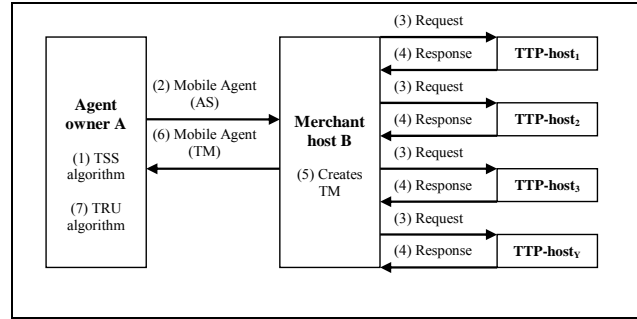 Agent
owner A
(1) TSS
algorithm
(7) TRU
algorithm
(2) Mobile Agent
(AS)
(6) Mobile Agent
(TM)
Merchant
host B
(5) Creates
TM
(3) Request
(4) Response
TTP-host₁
(3) Request
(4) Response
TTP-host₂
(3) Request
(4) Response
TTP-host₃
(3) Request
(4) Response
TTP-hostY